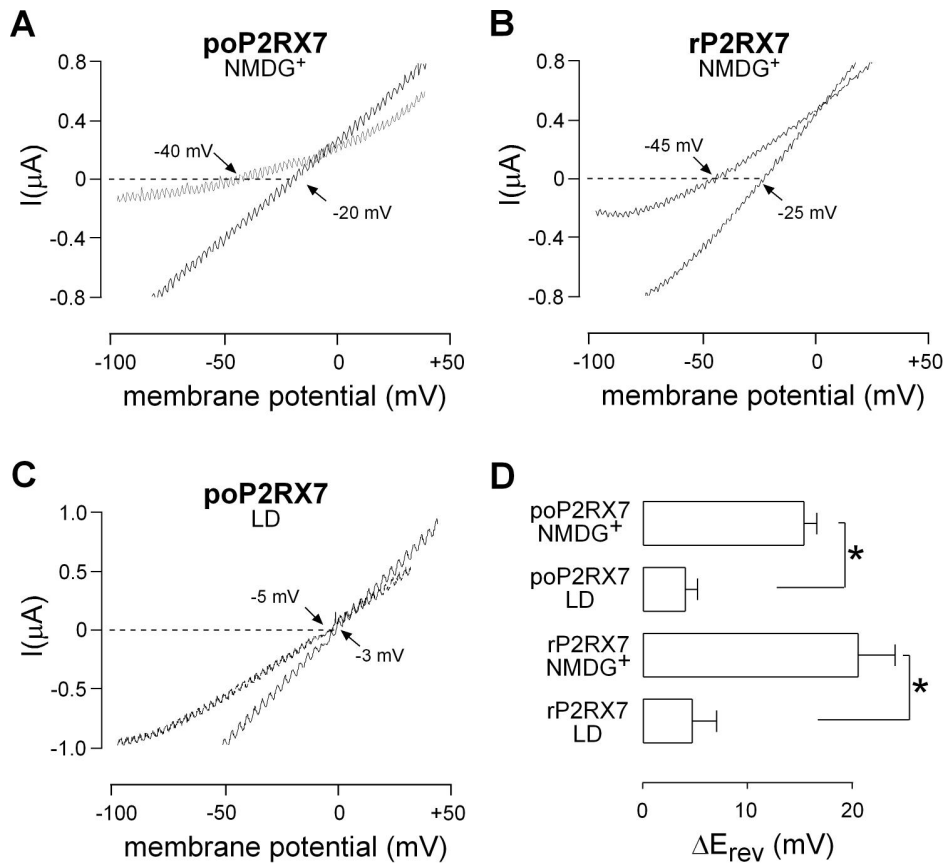 A
poP2RX7
NMDG+
0.8
0.4
0
-0.4
-0.8
I(μA)
-40 mV
-20 mV
-100
-50
0
+50
membrane potential (mV)
B
rP2RX7
NMDG+
0.8
0.4
0
-0.4
-0.8
I(μA)
-45 mV
-25 mV
-100
-50
0
+50
membrane potential (mV)
C
poP2RX7
LD
1.0
0.5
0
-0.5
-1.0
I(μA)
-5 mV
-3 mV
-100
-50
0
+50
membrane potential (mV)
D
poP2RX7
NMDG+
poP2RX7
LD
rP2RX7
NMDG+
rP2RX7
LD
*
*
0
10
20
ΔErev (mV)